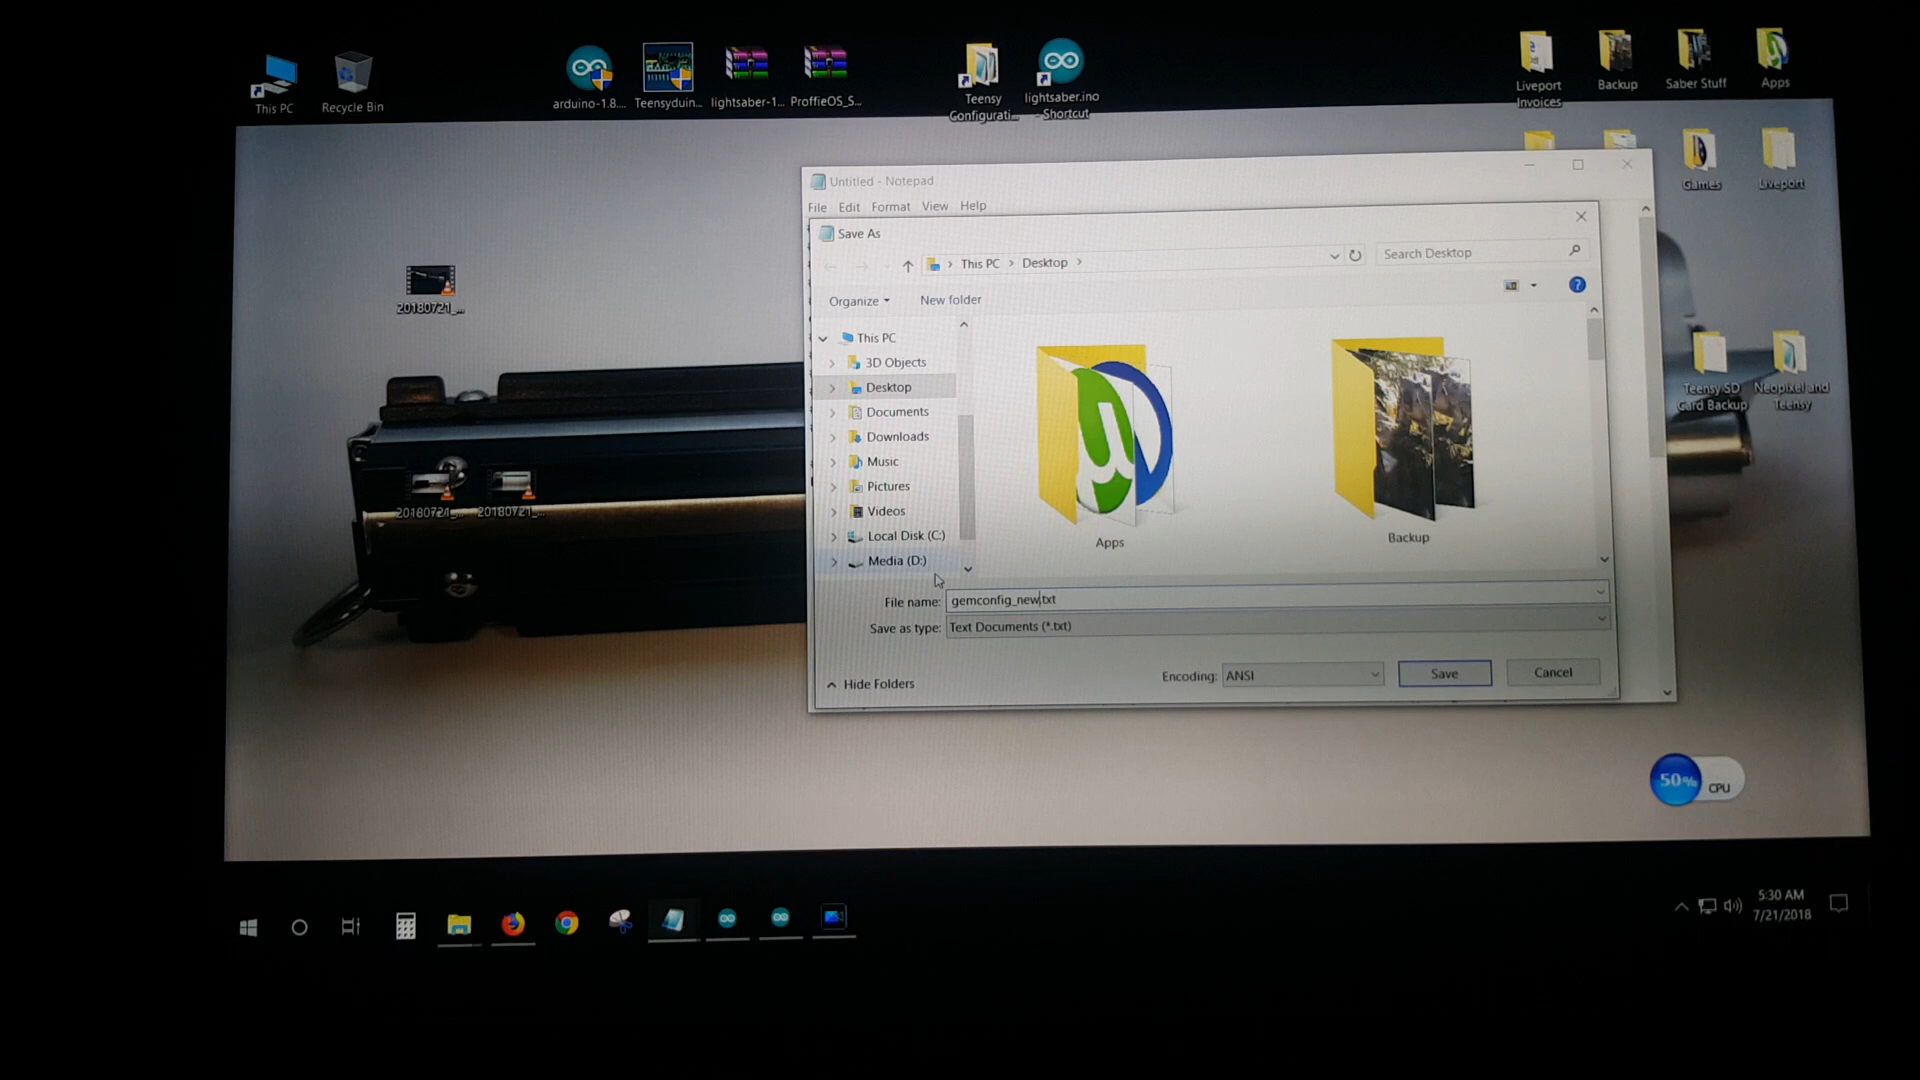 This PC
Recycle Bin
arduino-1.8....
Teensyduin...
lightsaber-1...
ProffieOS_S...
Teensy
Configurati...
lightsaber.ino
- Shortcut
Liveport
Invoices
Backup
Saber Stuff
Apps
Games
Liveport
20180721_...
Teensy SD
Card Backup
Neopixel and
Teensy
20180721_...
20180721_...
Untitled - Notepad
File Edit Format View Help
Save As
This PC > Desktop >
Search Desktop
Organize
New folder
This PC
3D Objects
Desktop
Documents
Downloads
Music
Pictures
Videos
Local Disk (C:)
Media (D:)
Apps
Backup
File name: gemconfig_new.txt
Save as type: Text Documents (*.txt)
Hide Folders
Encoding: ANSI
Save
Cancel
50%
CPU
5:30 AM
7/21/2018